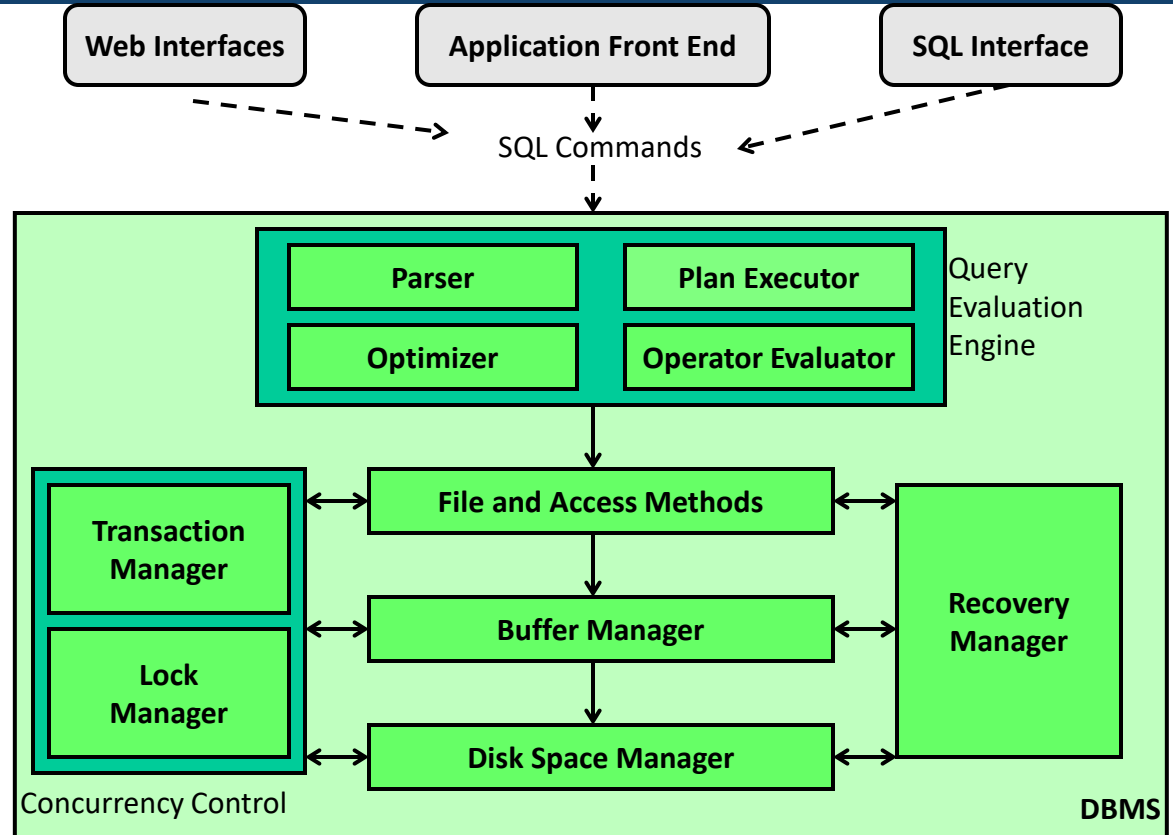 Web Interfaces
Application Front End
SQL Interface
SQL Commands
Parser
Plan Executor
Optimizer
Operator Evaluator
Query
Evaluation
Engine
Transaction
Manager
Lock
Manager
Concurrency Control
File and Access Methods
Buffer Manager
Disk Space Manager
Recovery
Manager
DBMS